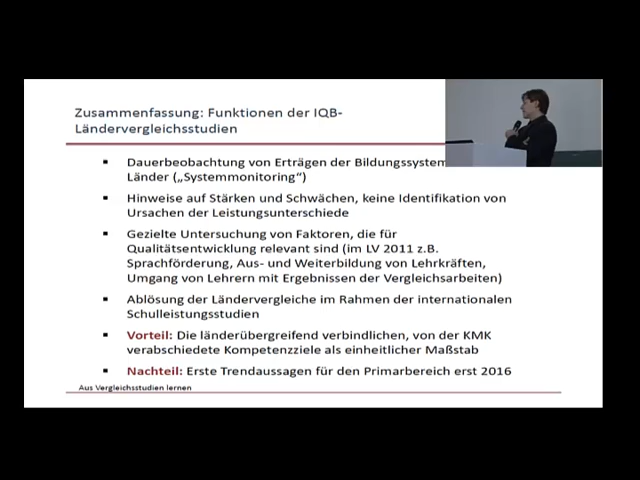 Zusammenfassung: Funktionen der IQB-
Ländervergleichsstudien
Dauerbeobachtung von Erträgen der Bildungssystem
Länder („Systemmonitoring“)
Hinweise auf Stärken und Schwächen, keine Identifikation von
Ursachen der Leistungsunterschiede
Gezielte Untersuchung von Faktoren, die für
Qualitätsentwicklung relevant sind (im LV 2011 z.B.
Sprachförderung, Aus- und Weiterbildung von Lehrkräften,
Umgang von Lehrern mit Ergebnissen der Vergleichsarbeiten)
Ablösung der Ländervergleiche im Rahmen der internationalen
Schulleistungsstudien
Vorteil: Die länderübergreifend verbindlichen, von der KMK
verabschiedete Kompetenzziele als einheitlicher Maßstab
Nachteil: Erste Trendaussagen für den Primarbereich erst 2016
Aus Vergleichsstudien lernen